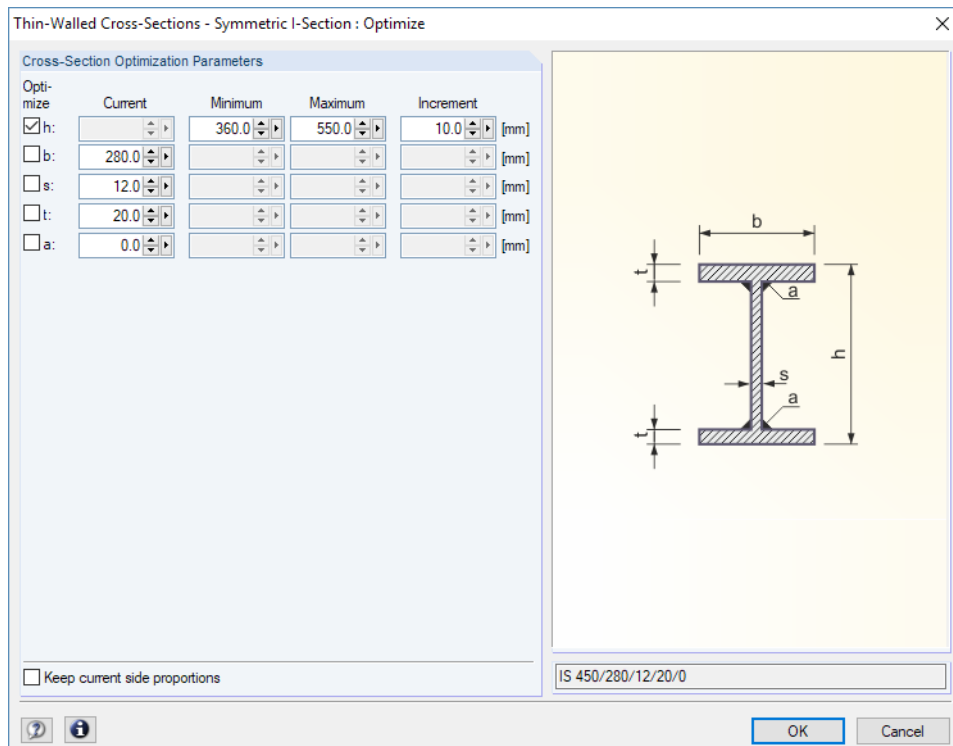 Thin-Walled Cross-Sections - Symmetric I-Section : Optimize
Cross-Section Optimization Parameters
Opti-
mize Current Minimum Maximum Increment
h: 360.0 550.0 10.0 [mm]
b: 280.0 [mm]
s: 12.0 [mm]
t: 20.0 [mm]
a: 0.0 [mm]
b
t
a
h
s
a
t
Keep current side proportions
IS 450/280/12/20/0
OK Cancel